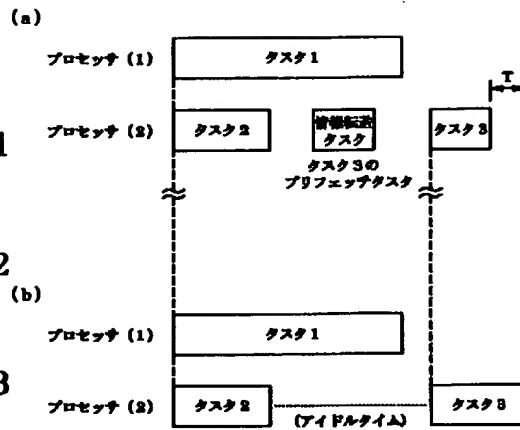 (a)
プロセッサ (1)
タスク1
T
1
プロセッサ (2)
タスク2
情報転送
タスク
タスク3
タスク3の
プリフェッチタスク
2
(b)
プロセッサ (1)
タスク1
3
プロセッサ (2)
タスク2
(アイドルタイム)
タスク3